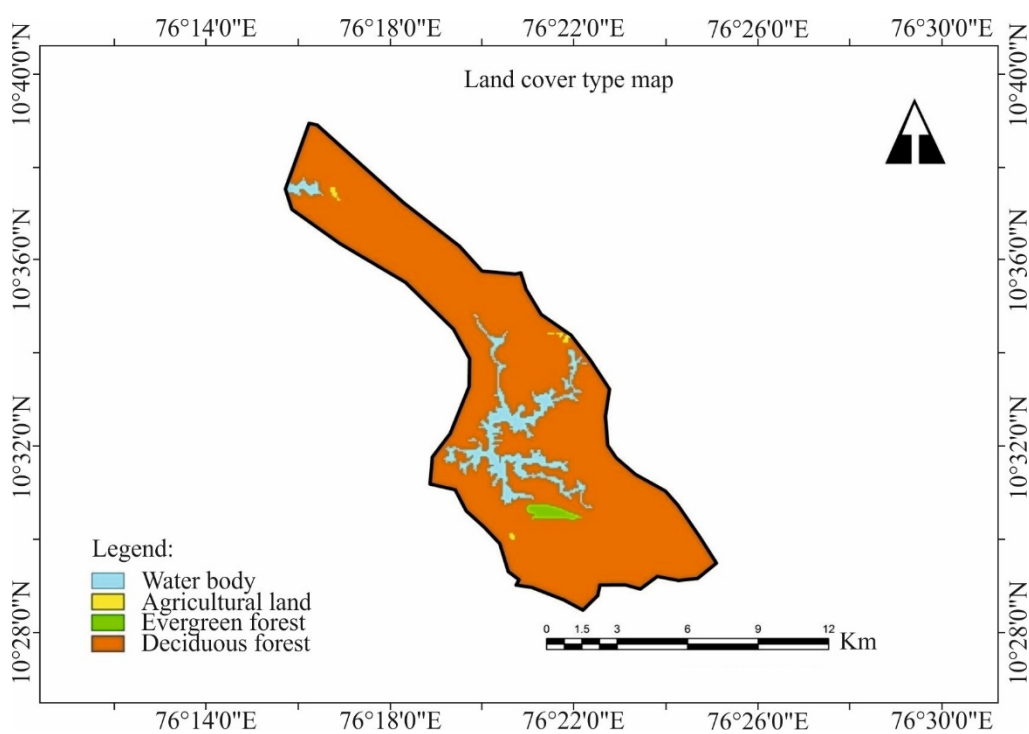 76°14'0"E 76°18'0"E 76°22'0"E 76°26'0"E 76°30'0"E
Land cover type map
10°40'0"N 10°40'0"N
10°36'0"N 10°36'0"N
10°32'0"N 10°32'0"N
10°28'0"N 10°28'0"N
Legend:
Water body
Agricultural land
Evergreen forest
Deciduous forest
0 1.5 3 6 9 12
Km
76°14'0"E 76°18'0"E 76°22'0"E 76°26'0"E 76°30'0"E